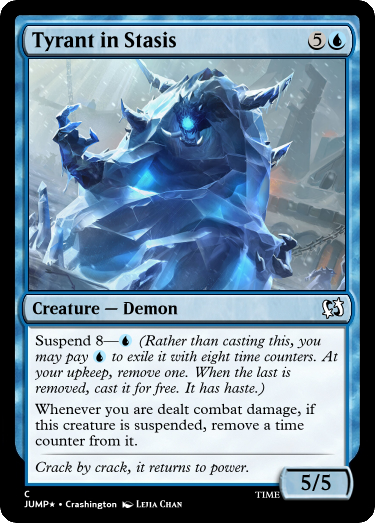 Tyrant in Stasis 5
Creature — Demon
Suspend 8— (Rather than casting this, you
may pay to exile it with eight time counters. At
your upkeep, remove one. When the last is
removed, cast it for free. It has haste.)
Whenever you are dealt combat damage, if
this creature is suspended, remove a time
counter from it.
Crack by crack, it returns to power.
5/5
C
JUMP★ • Crashington LEJIA CHAN
TIME